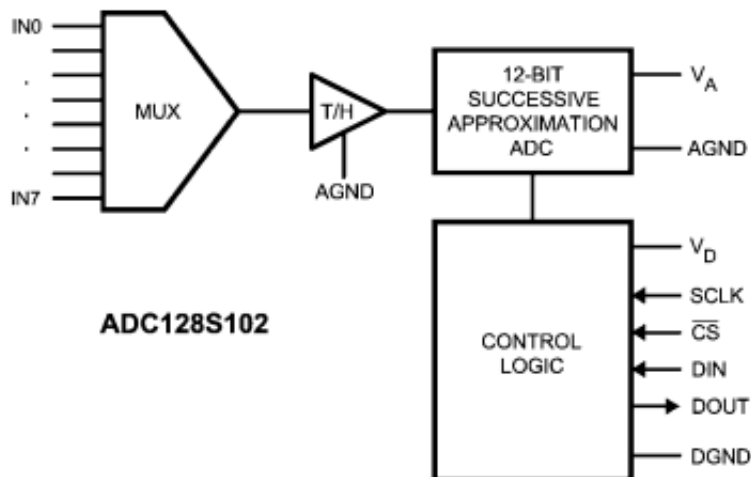 IN0
.
.
.
IN7
MUX
T/H
AGND
12-BIT
SUCCESSIVE
APPROXIMATION
ADC
VA
AGND
ADC128S102
CONTROL
LOGIC
VD
SCLK
C̅S̅
DIN
DOUT
DGND